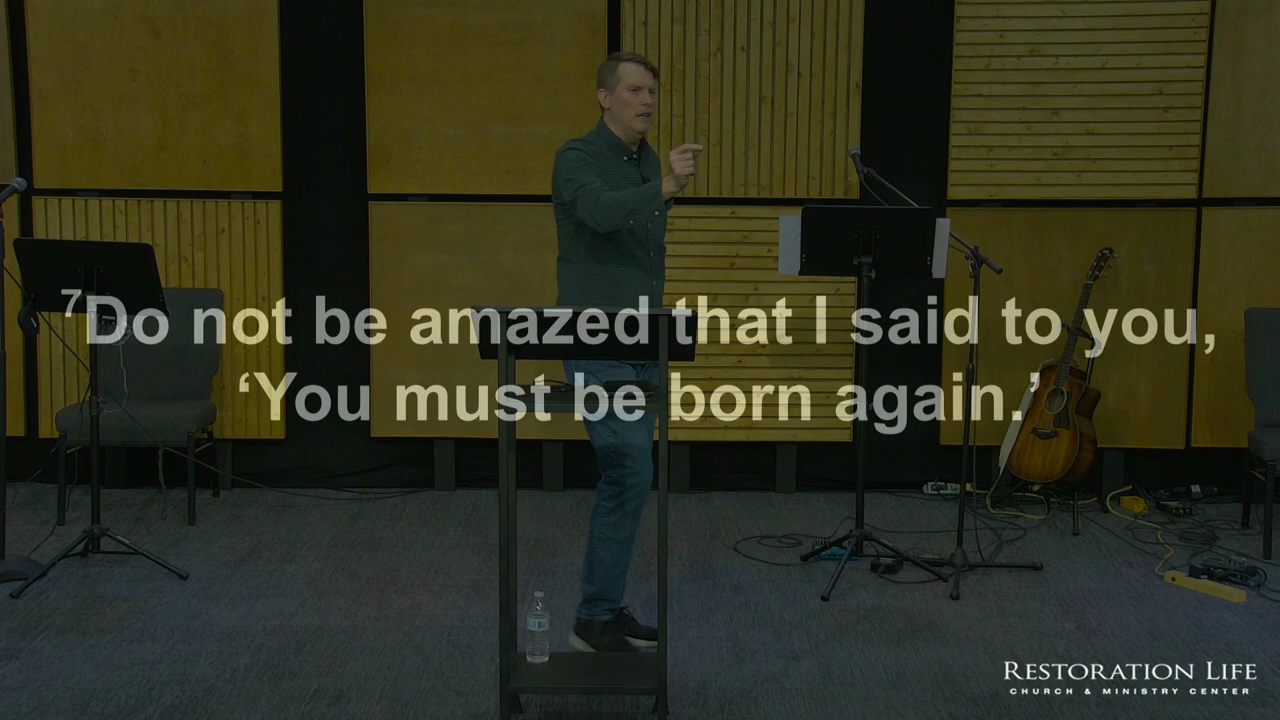 ⁷Do not be amazed that I said to you,
‘You must be born again.’
RESTORATION LIFE
CHURCH & MINISTRY CENTER